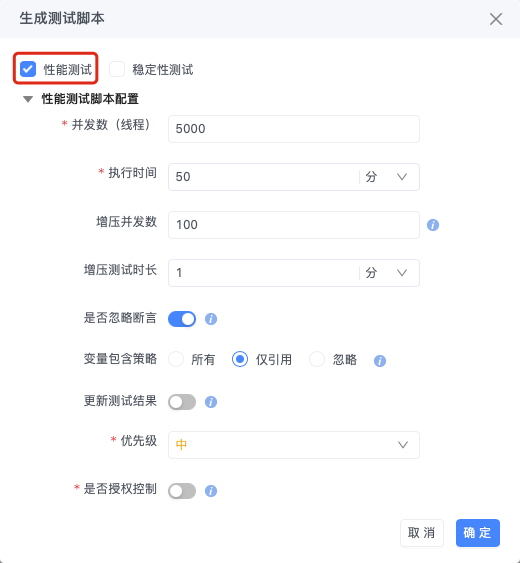 生成测试脚本
性能测试 稳定性测试
性能测试脚本配置
* 并发数（线程） 5000
* 执行时间 50 分
增压并发数 100
增压测试时长 1 分
是否忽略断言
变量包含策略 所有 仅引用 忽略
更新测试结果
* 优先级 中
* 是否授权控制
取 消 确 定